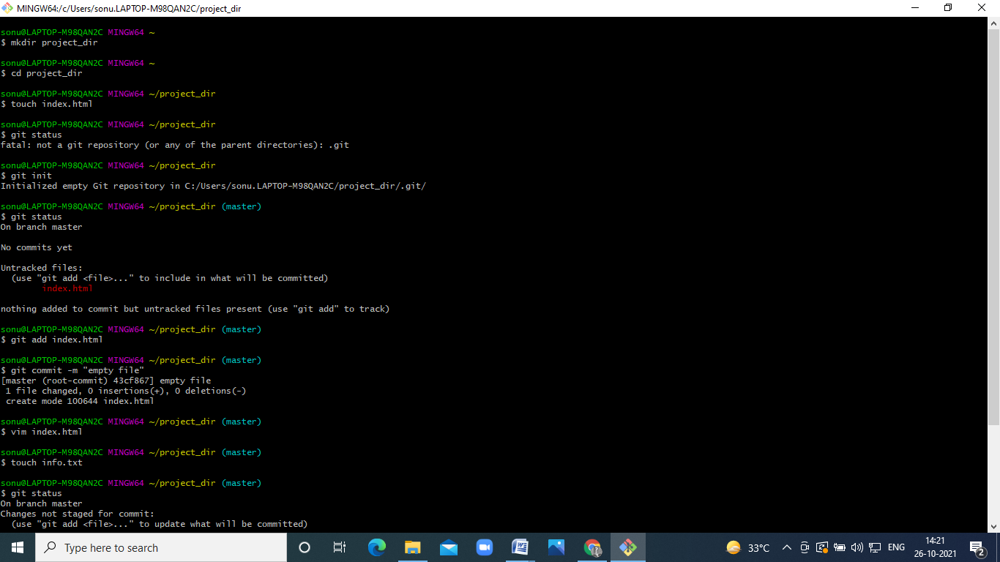 MINGW64:/c/Users/sonu.LAPTOP-M98QAN2C/project_dir
sonu@LAPTOP-M98QAN2C MINGW64 ~
$ mkdir project_dir
sonu@LAPTOP-M98QAN2C MINGW64 ~
$ cd project_dir
sonu@LAPTOP-M98QAN2C MINGW64 ~/project_dir
$ touch index.html
sonu@LAPTOP-M98QAN2C MINGW64 ~/project_dir
$ git status
fatal: not a git repository (or any of the parent directories): .git
sonu@LAPTOP-M98QAN2C MINGW64 ~/project_dir
$ git init
Initialized empty Git repository in C:/Users/sonu.LAPTOP-M98QAN2C/project_dir/.git/
sonu@LAPTOP-M98QAN2C MINGW64 ~/project_dir (master)
$ git status
On branch master
No commits yet
Untracked files:
  (use "git add <file>..." to include in what will be committed)
        index.html
nothing added to commit but untracked files present (use "git add" to track)
sonu@LAPTOP-M98QAN2C MINGW64 ~/project_dir (master)
$ git add index.html
sonu@LAPTOP-M98QAN2C MINGW64 ~/project_dir (master)
$ git commit -m "empty file"
[master (root-commit) 43cf867] empty file
 1 file changed, 0 insertions(+), 0 deletions(-)
 create mode 100644 index.html
sonu@LAPTOP-M98QAN2C MINGW64 ~/project_dir (master)
$ vim index.html
sonu@LAPTOP-M98QAN2C MINGW64 ~/project_dir (master)
$ touch info.txt
sonu@LAPTOP-M98QAN2C MINGW64 ~/project_dir (master)
$ git status
On branch master
Changes not staged for commit:
  (use "git add <file>..." to update what will be committed)
Type here to search
33°C
ENG
14:21
26-10-2021
2